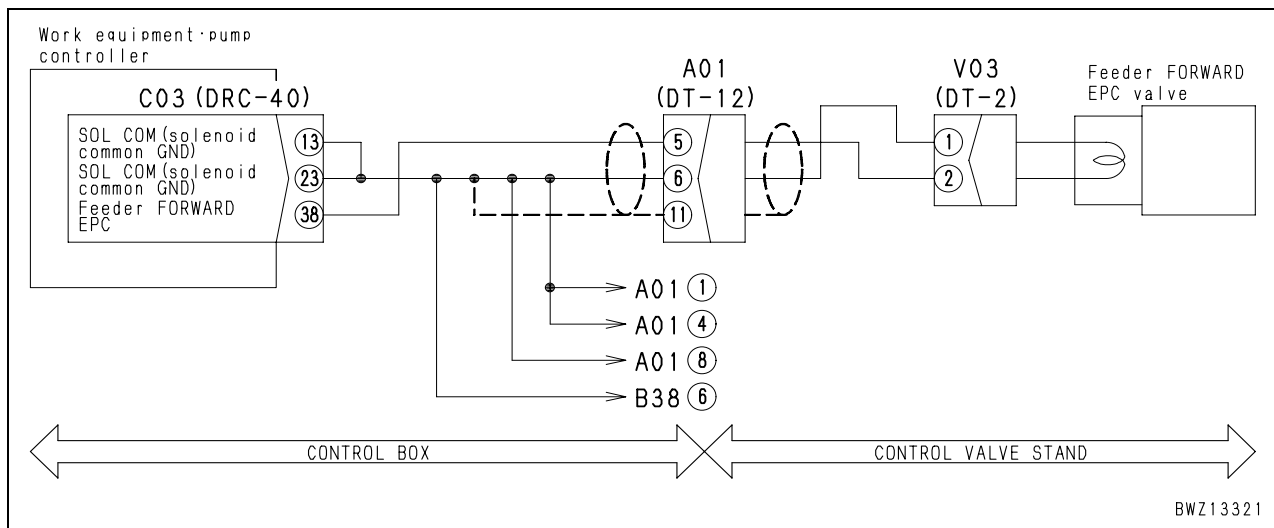 Work equipment·pump
controller
C03 (DRC-40)
SOL COM (solenoid
common GND)
SOL COM (solenoid
common GND)
Feeder FORWARD
EPC
13
23
38
A01
(DT-12)
5
6
11
V03
(DT-2)
1
2
Feeder FORWARD
EPC valve
A01 1
A01 4
A01 8
B38 6
CONTROL BOX
CONTROL VALVE STAND
BWZ13321